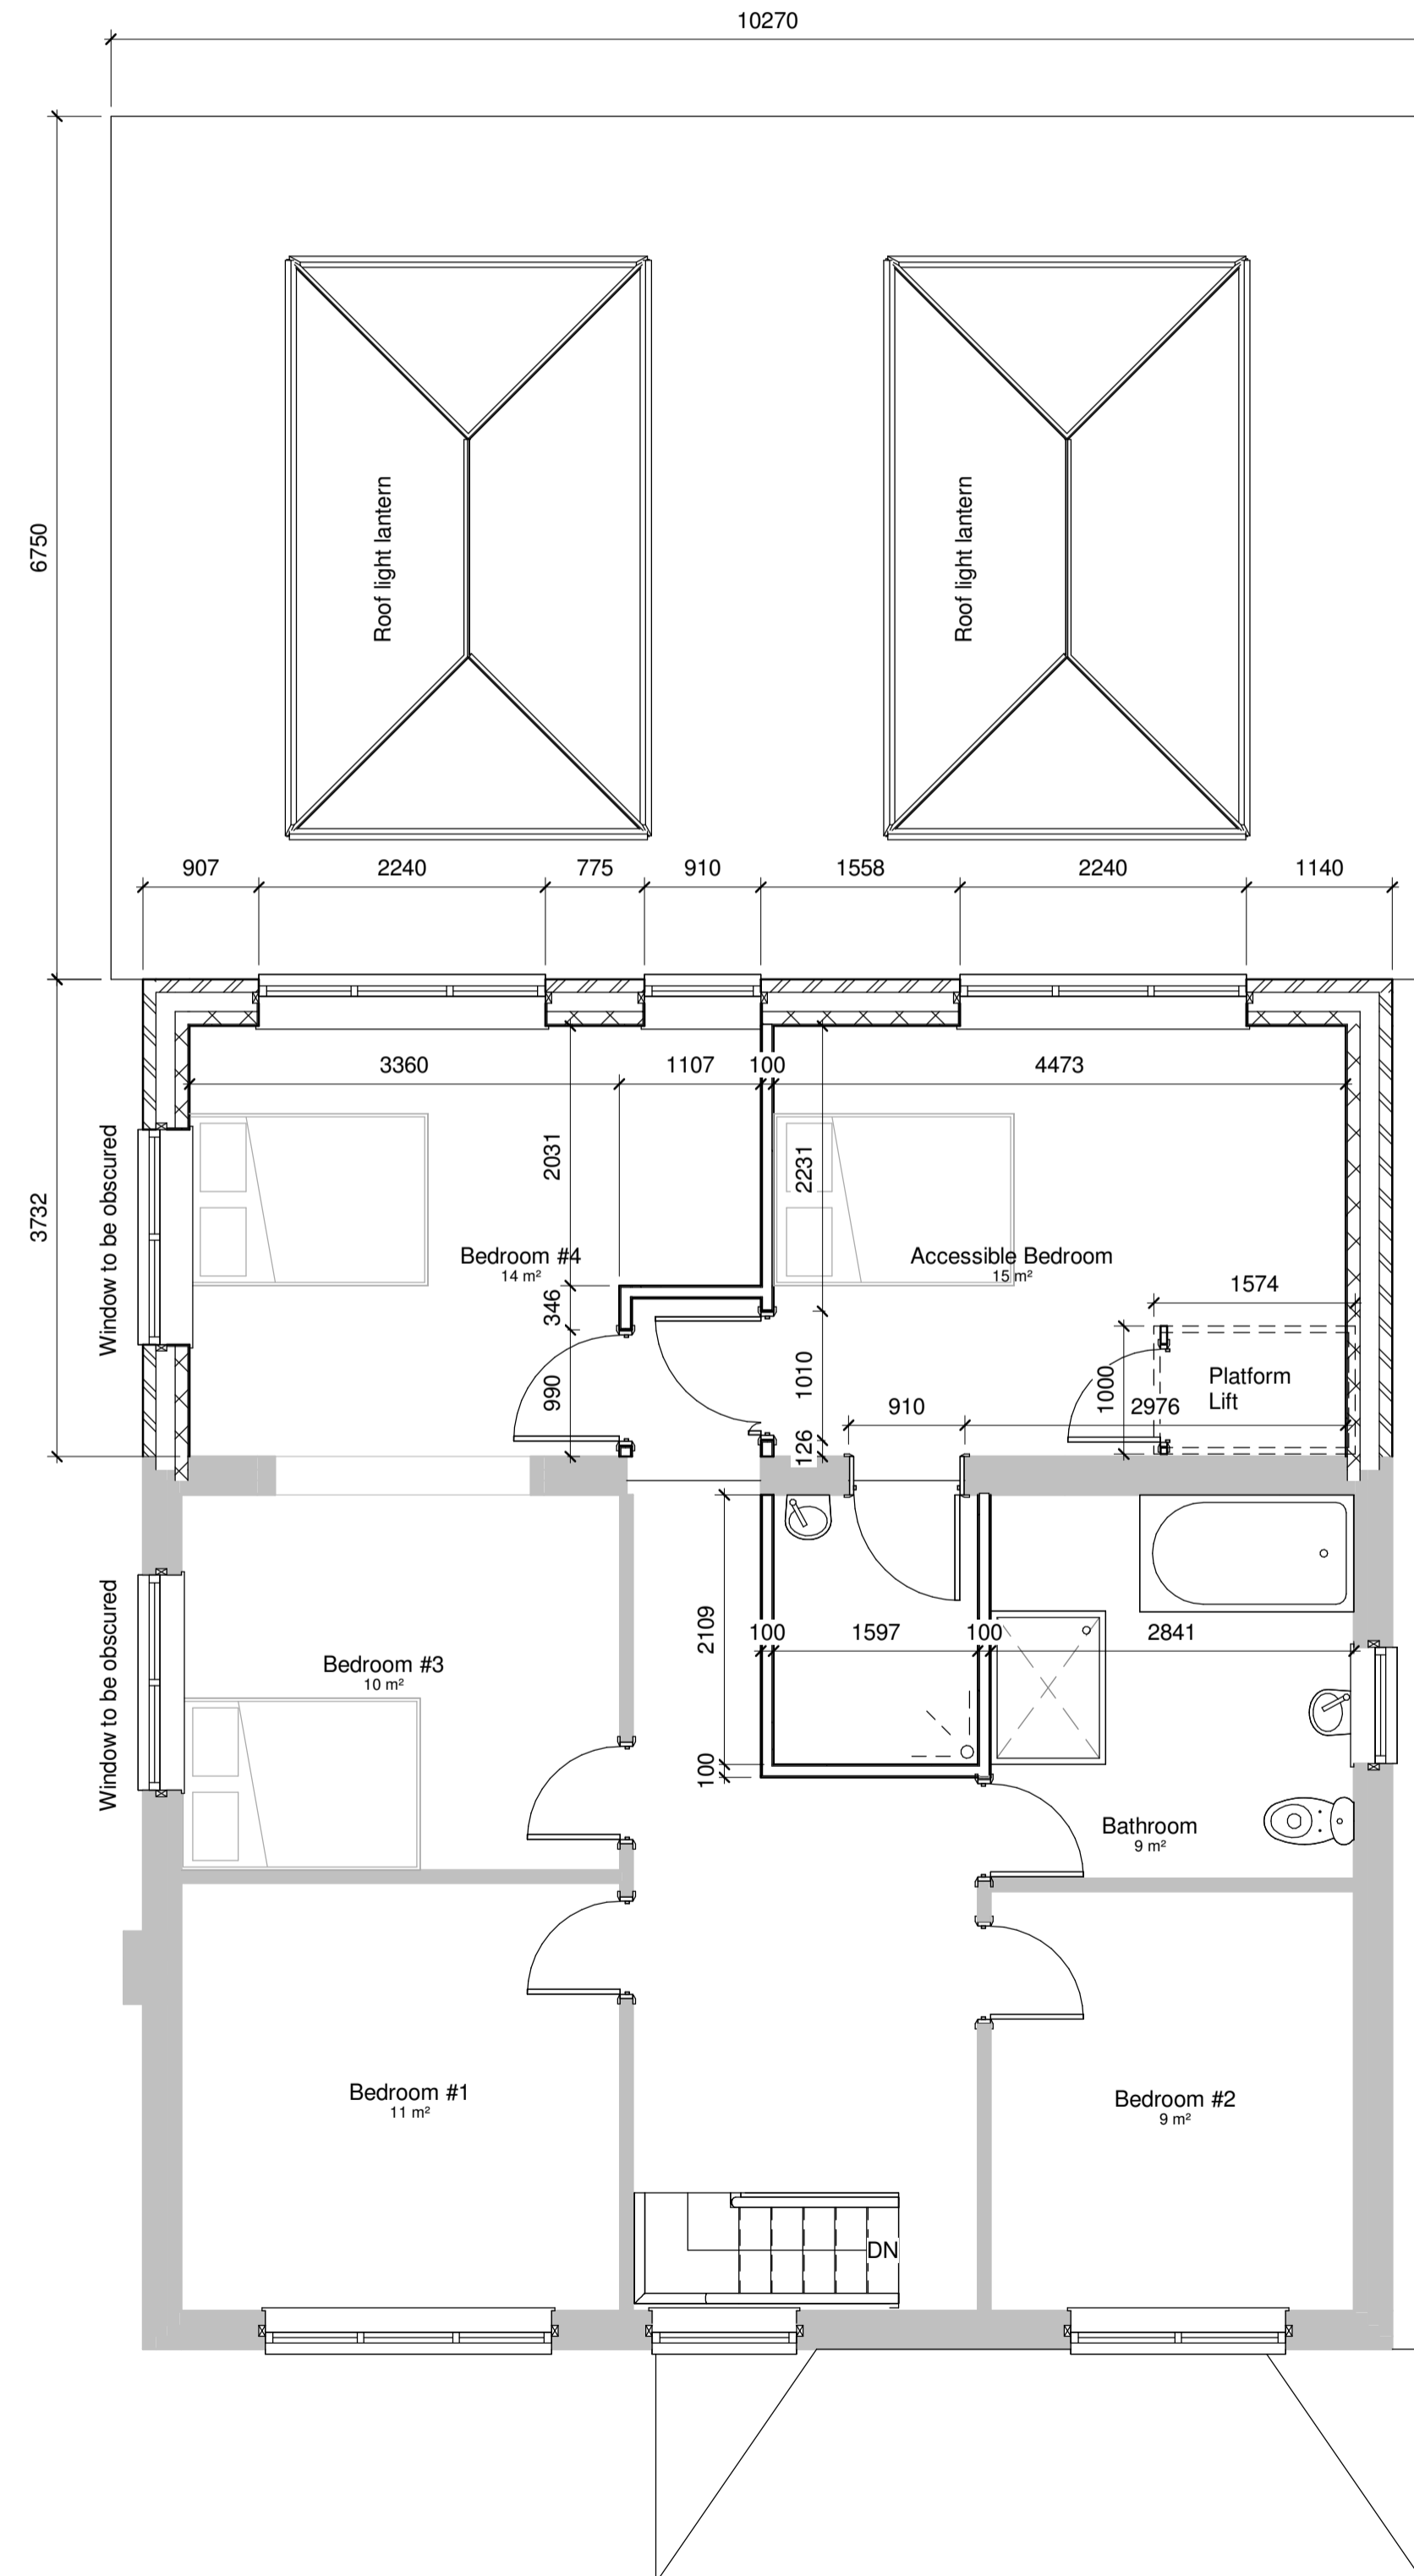 10270
6750
Roof light lantern
Roof light lantern
907
2240
775
910
1558
2240
1140
3360
1107
100
4473
3732
Window to be obscured
2031
2231
Bedroom #4
14 m²
Accessible Bedroom
15 m²
346
1574
990
1010
1000
Platform
Lift
910
2976
126
Window to be obscured
2109
100
1597
100
2841
Bedroom #3
10 m²
100
Bathroom
9 m²
Bedroom #1
11 m²
Bedroom #2
9 m²
DN